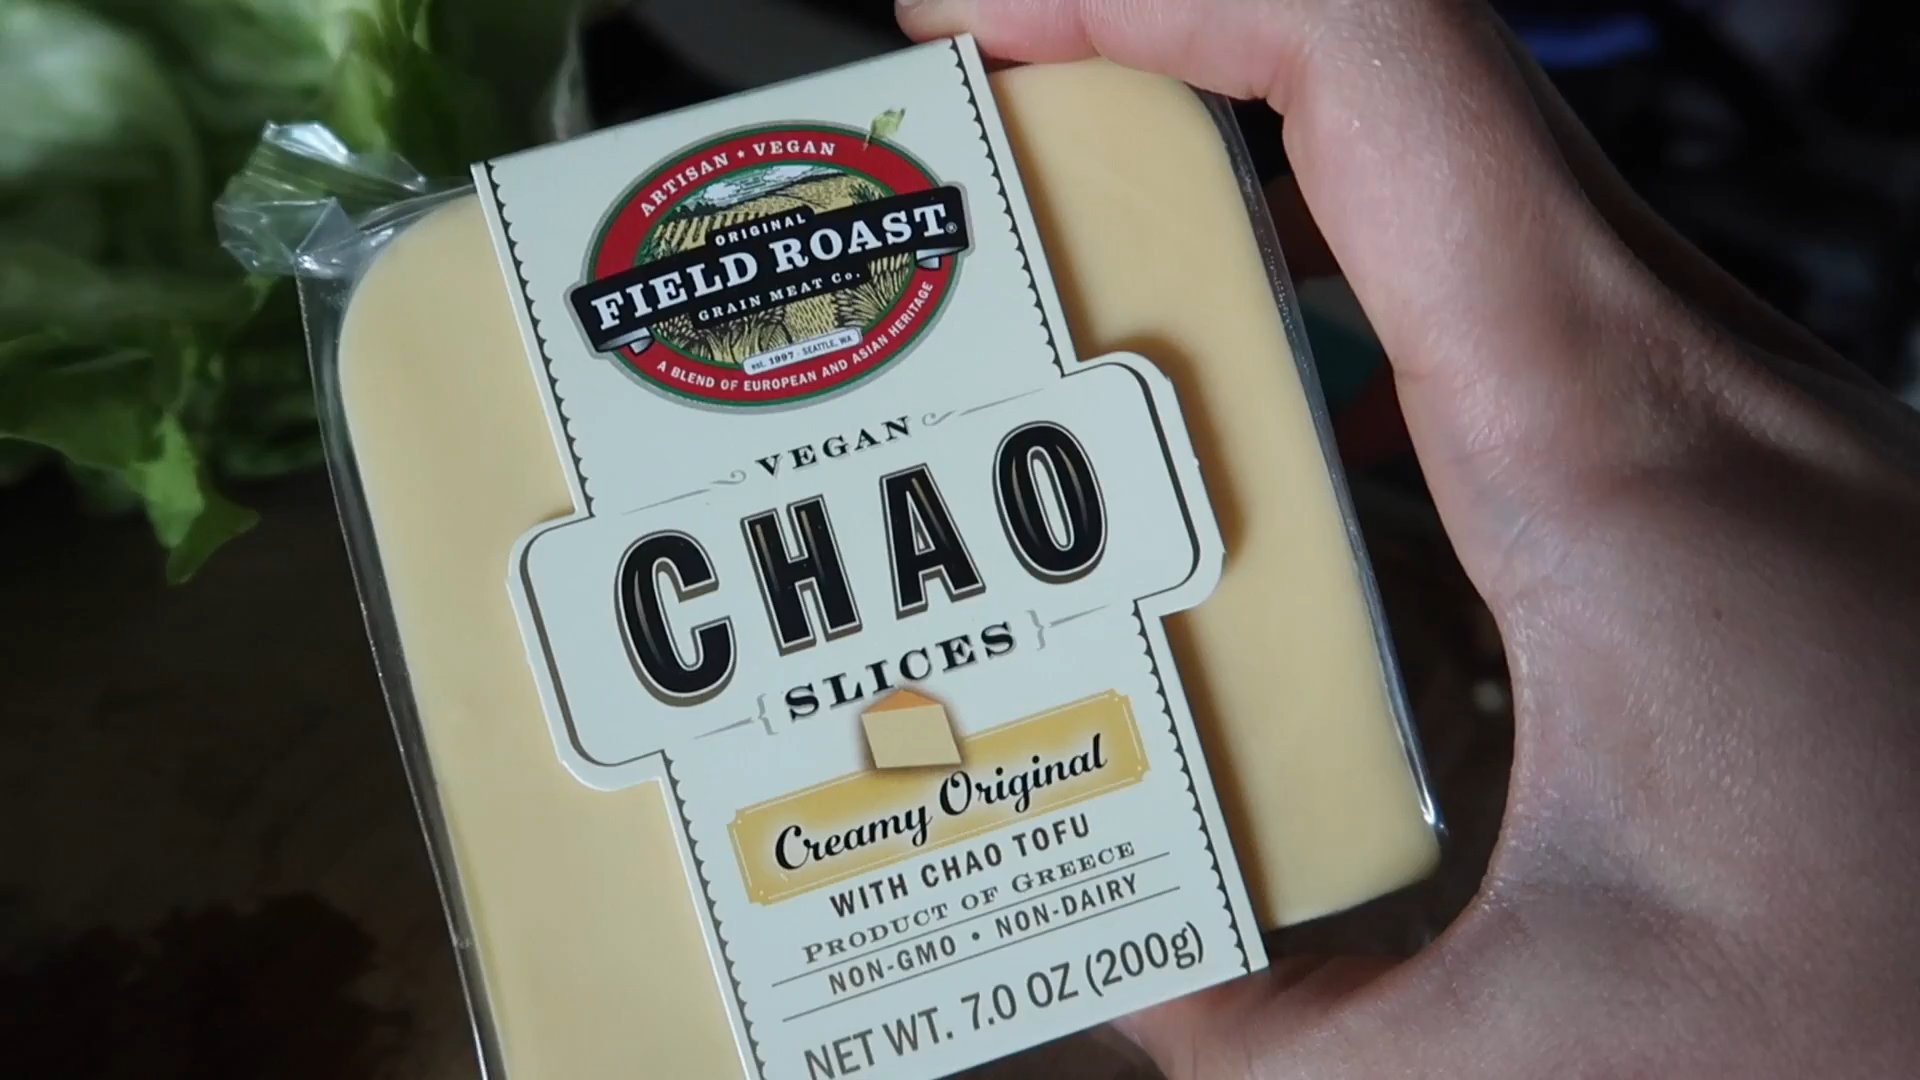 ARTISAN ★ VEGAN
ORIGINAL
FIELD ROAST®
GRAIN MEAT Co.
est. 1997 · SEATTLE, WA
A BLEND OF EUROPEAN AND ASIAN HERITAGE
VEGAN
CHAO
{SLICES}
Creamy Original
WITH CHAO TOFU
PRODUCT OF GREECE
NON-GMO • NON-DAIRY
NET WT. 7.0 OZ (200g)